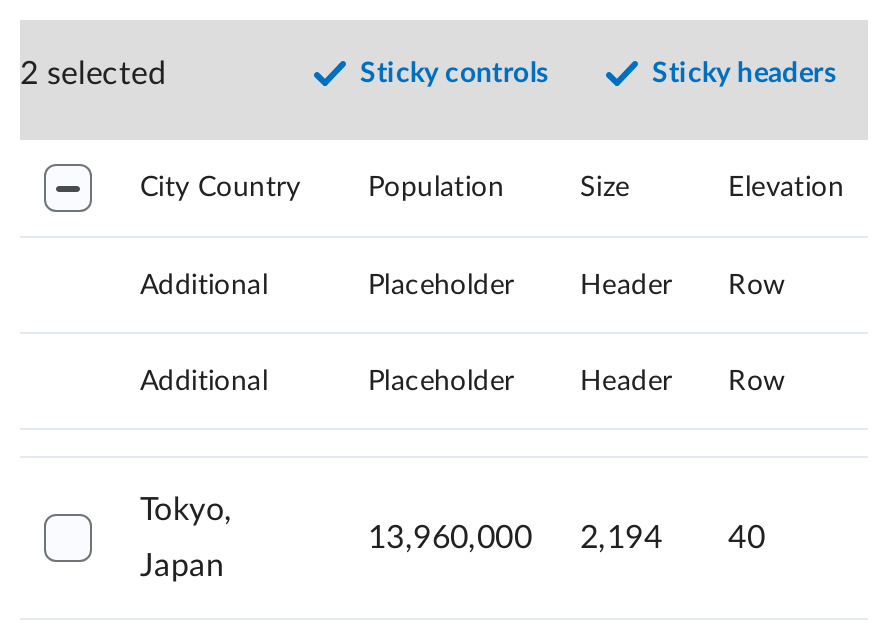 2 selected Sticky controls Sticky headers
City Country Population Size Elevation
Additional Placeholder Header Row
Additional Placeholder Header Row
Tokyo,
Japan 13,960,000 2,194 40